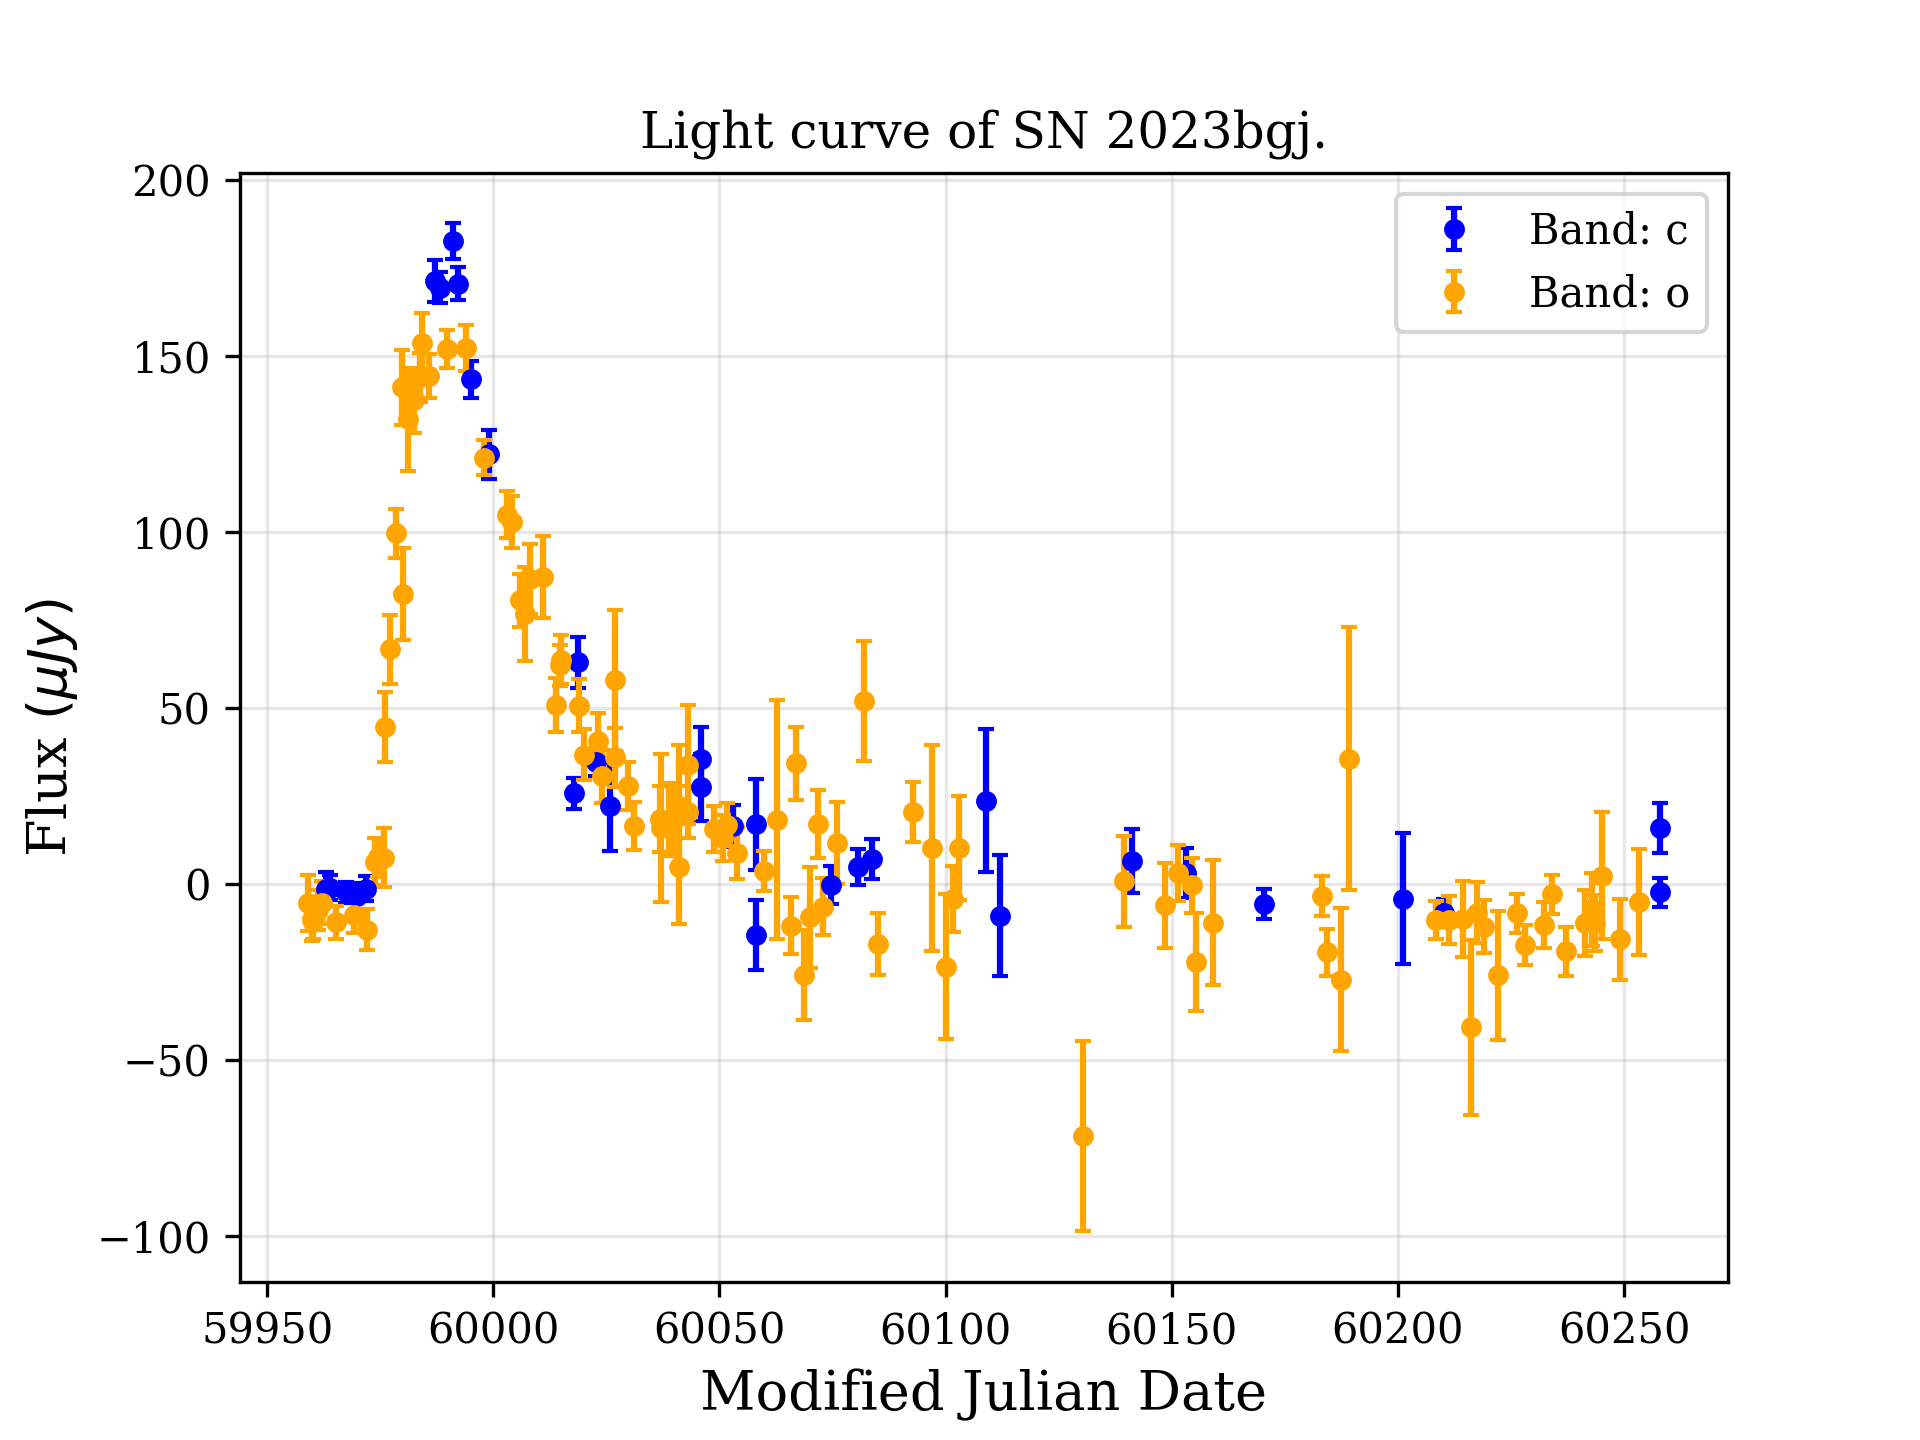 Light curve of SN 2023bgj.
200
150
100
50
0
−50
−100
Flux (μJy)
Band: c
Band: o
59950 60000 60050 60100 60150 60200 60250
Modified Julian Date